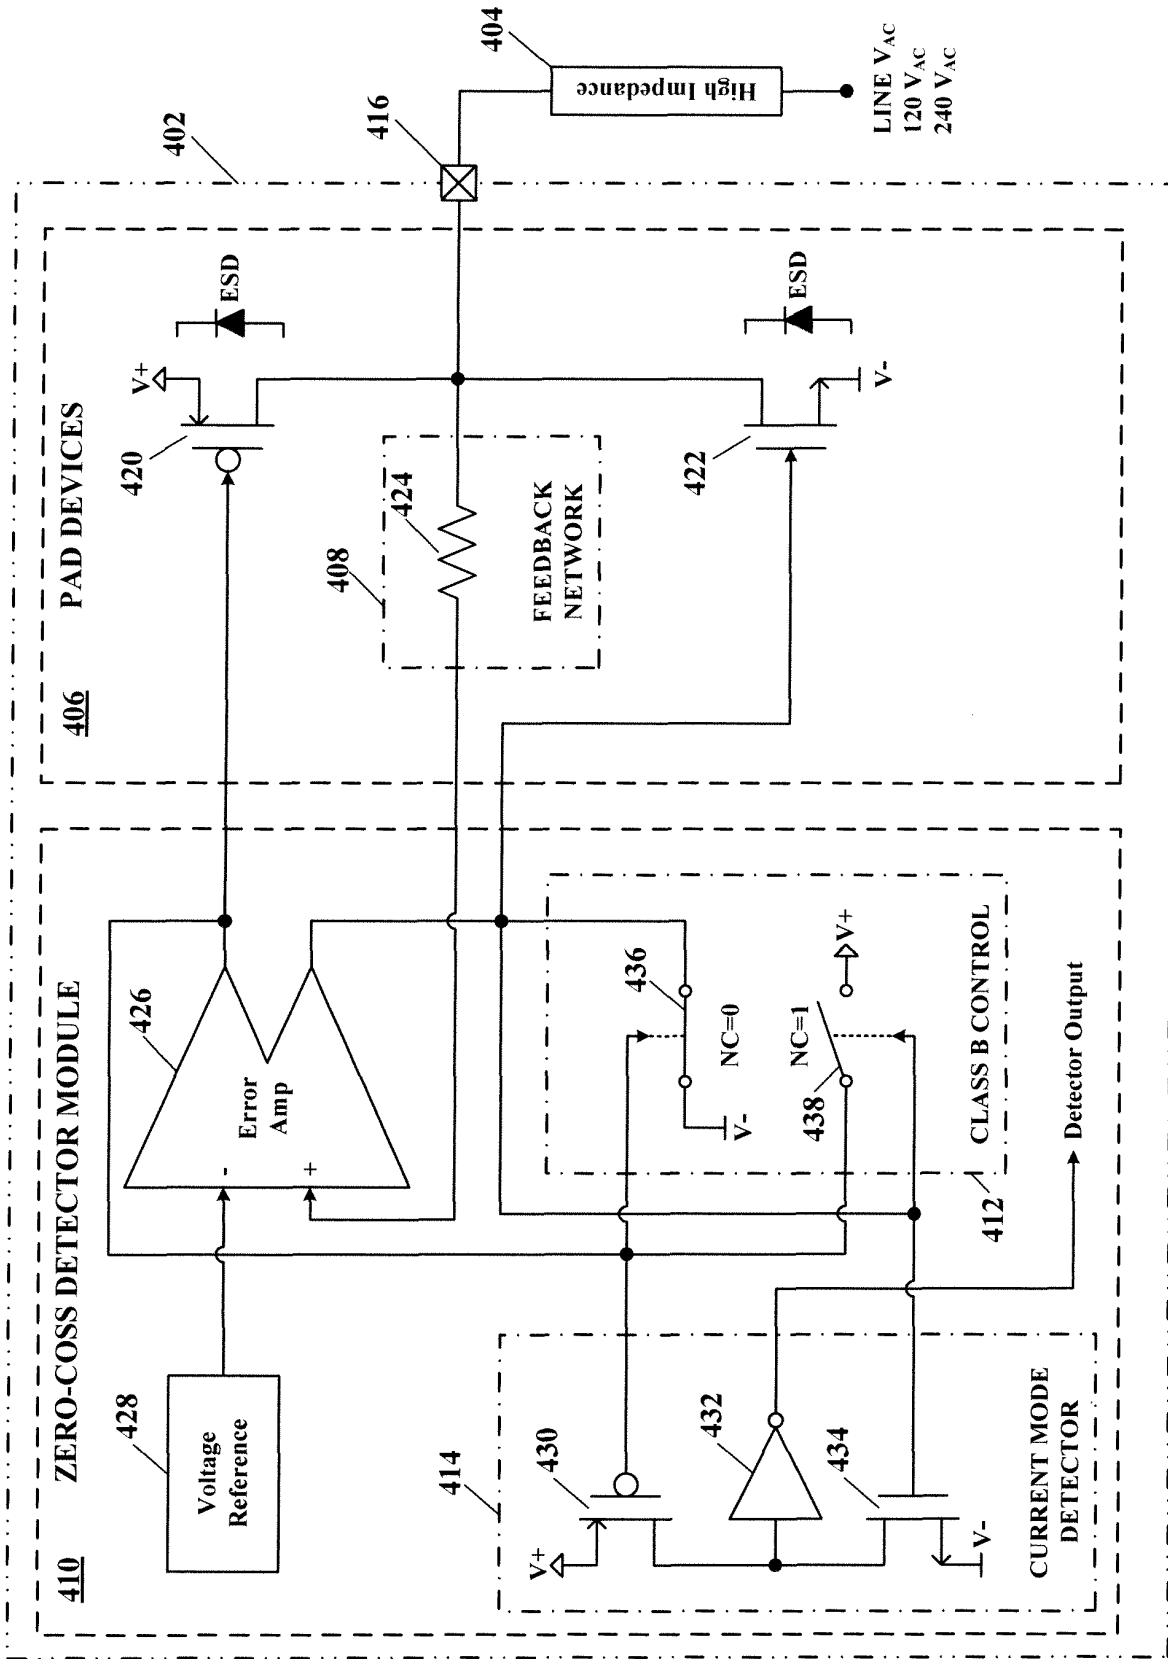 410
ZERO-COSS DETECTOR MODULE
428
Voltage
Reference
426
Error
Amp
-
+
414
430
V+
432
434
V-
CURRENT MODE
DETECTOR
436
NC=0
V-
NC=1
438
V+
CLASS B CONTROL
412
Detector Output
406
PAD DEVICES
V+
420
ESD
408
424
FEEDBACK
NETWORK
422
V-
ESD
402
416
404
High Impedance
LINE VAC
120 VAC
240 VAC